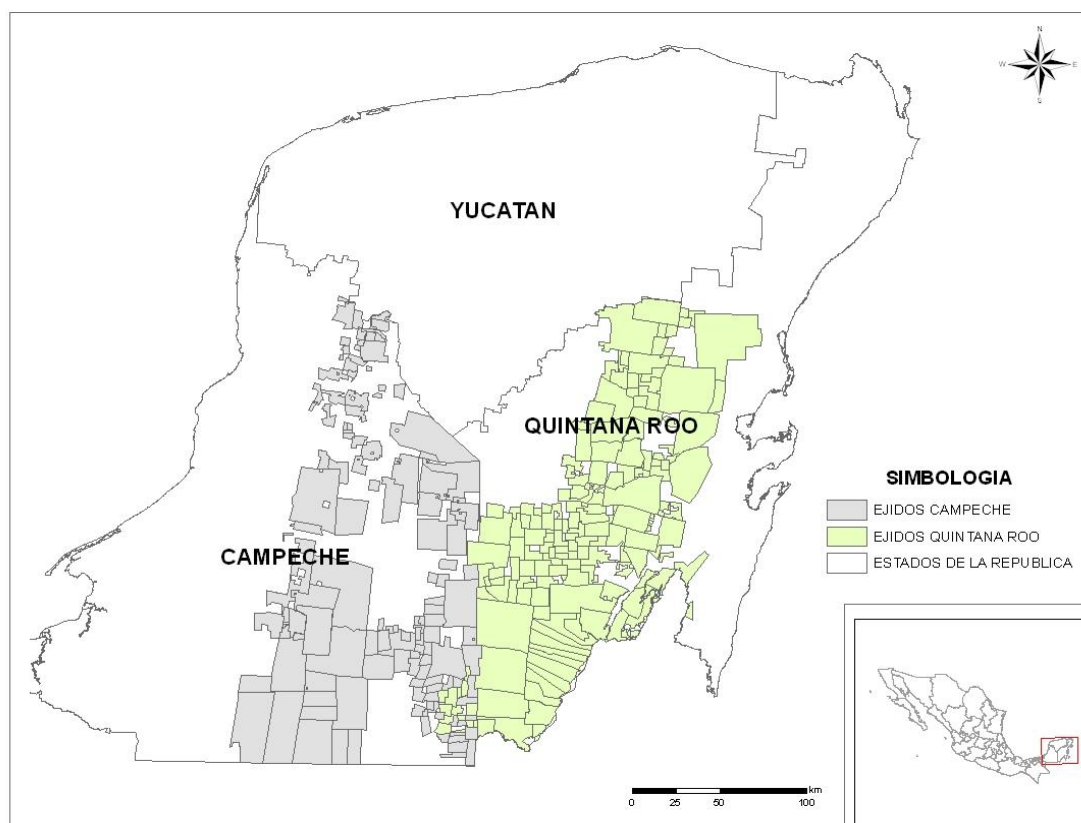 N
W E
S
YUCATAN
QUINTANA ROO
CAMPECHE
SIMBOLOGIA
EJIDOS CAMPECHE
EJIDOS QUINTANA ROO
ESTADOS DE LA REPUBLICA
km
0 25 50 100